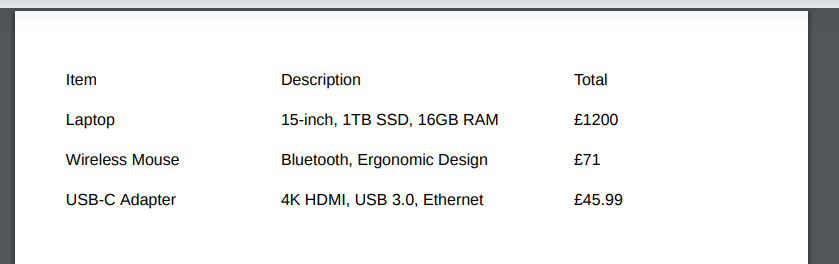 Item Description Total
Laptop 15-inch, 1TB SSD, 16GB RAM £1200
Wireless Mouse Bluetooth, Ergonomic Design £71
USB-C Adapter 4K HDMI, USB 3.0, Ethernet £45.99